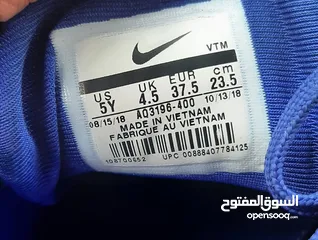 VTM
US UK EUR cm
5Y 4.5 37.5 23.5
08/15/18 AO3196-400 10/13/18
MADE IN VIETNAM
FABRIQUÉ AU VIETNAM
UPC 00888407784125
السوق المفتوح
opensooq.com